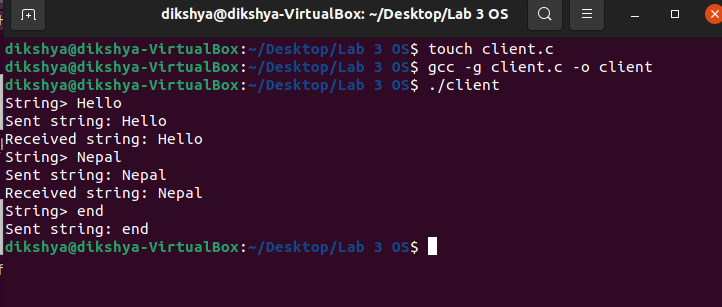 dikshya@dikshya-VirtualBox: ~/Desktop/Lab 3 OS
dikshya@dikshya-VirtualBox:~/Desktop/Lab 3 OS$ touch client.c
dikshya@dikshya-VirtualBox:~/Desktop/Lab 3 OS$ gcc -g client.c -o client
dikshya@dikshya-VirtualBox:~/Desktop/Lab 3 OS$ ./client
String> Hello
Sent string: Hello
Received string: Hello
String> Nepal
Sent string: Nepal
Received string: Nepal
String> end
Sent string: end
dikshya@dikshya-VirtualBox:~/Desktop/Lab 3 OS$